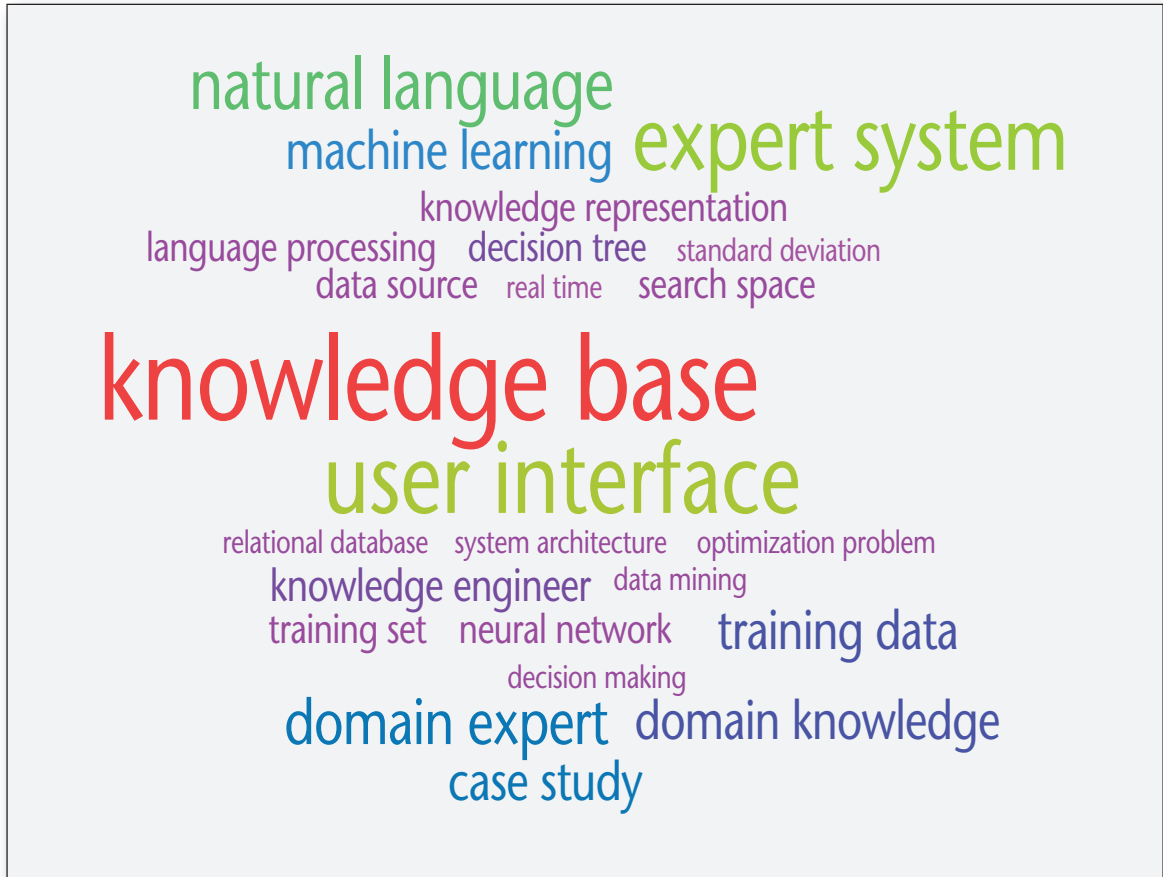 natural language
machine learning expert system
knowledge representation
language processing decision tree standard deviation
data source real time search space
knowledge base
user interface
relational database system architecture optimization problem
knowledge engineer data mining
training set neural network training data
decision making
domain expert domain knowledge
case study